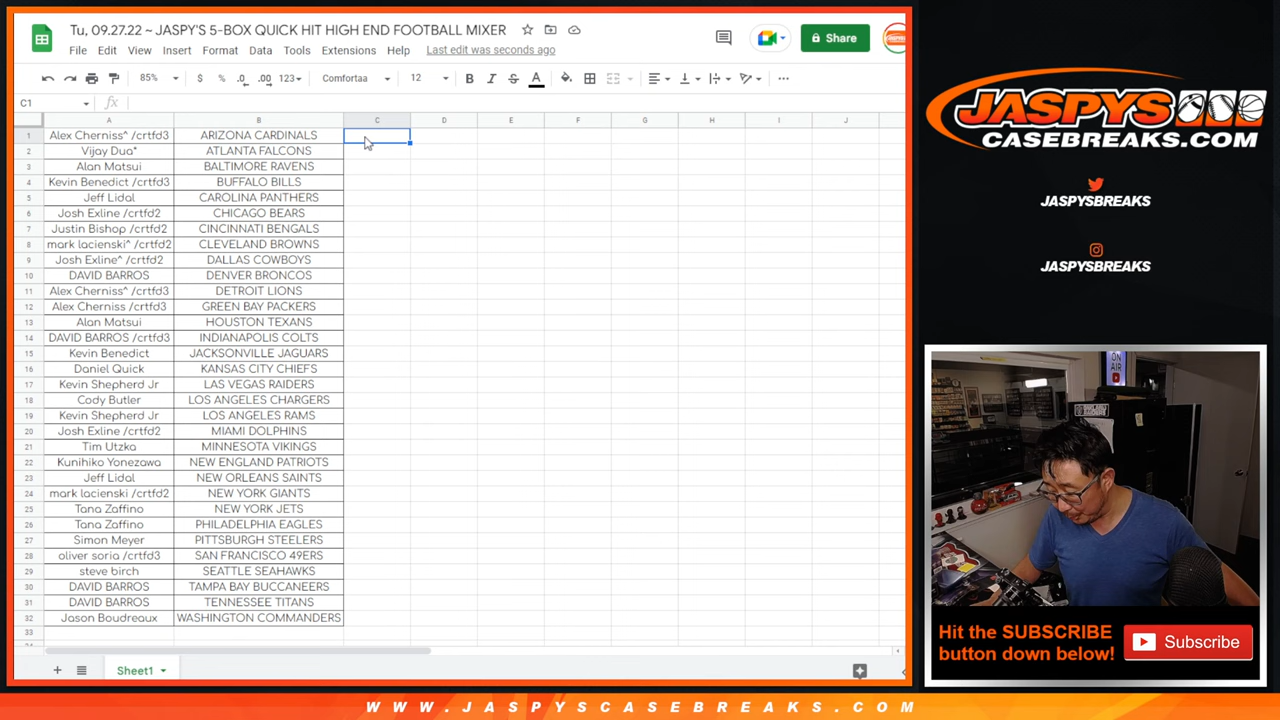 Tu, 09.27.22 ~ JASPY'S 5-BOX QUICK HIT HIGH END FOOTBALL MIXER
File Edit View Insert Format Data Tools Extensions Help Last edit was seconds ago
Share
85% $ % .0 .00 123 Comfortaa 12 B I S A
C1 fx
A B C D E F G H I J
1 Alex Cherniss^ /crtfd3 ARIZONA CARDINALS
2 Vijay Dua* ATLANTA FALCONS
3 Alan Matsui BALTIMORE RAVENS
4 Kevin Benedict /crtfd3 BUFFALO BILLS
5 Jeff Lidal CAROLINA PANTHERS
6 Josh Exline /crtfd2 CHICAGO BEARS
7 Justin Bishop /crtfd2 CINCINNATI BENGALS
8 mark lacienski^ /crtfd2 CLEVELAND BROWNS
9 Josh Exline^ /crtfd2 DALLAS COWBOYS
10 DAVID BARROS DENVER BRONCOS
11 Alex Cherniss^ /crtfd3 DETROIT LIONS
12 Alex Cherniss /crtfd3 GREEN BAY PACKERS
13 Alan Matsui HOUSTON TEXANS
14 DAVID BARROS /crtfd3 INDIANAPOLIS COLTS
15 Kevin Benedict JACKSONVILLE JAGUARS
16 Daniel Quick KANSAS CITY CHIEFS
17 Kevin Shepherd Jr LAS VEGAS RAIDERS
18 Cody Butler LOS ANGELES CHARGERS
19 Kevin Shepherd Jr LOS ANGELES RAMS
20 Josh Exline /crtfd2 MIAMI DOLPHINS
21 Tim Utzka MINNESOTA VIKINGS
22 Kunihiko Yonezawa NEW ENGLAND PATRIOTS
23 Jeff Lidal NEW ORLEANS SAINTS
24 mark lacienski /crtfd2 NEW YORK GIANTS
25 Tana Zaffino NEW YORK JETS
26 Tana Zaffino PHILADELPHIA EAGLES
27 Simon Meyer PITTSBURGH STEELERS
28 oliver soria /crtfd3 SAN FRANCISCO 49ERS
29 steve birch SEATTLE SEAHAWKS
30 DAVID BARROS TAMPA BAY BUCCANEERS
31 DAVID BARROS TENNESSEE TITANS
32 Jason Boudreaux WASHINGTON COMMANDERS
33
Sheet1
JASPYS
CASEBREAKS.COM
JASPYSBREAKS
JASPYSBREAKS
ON
AIR
Hit the SUBSCRIBE
button down below!
Subscribe
WWW.JASPYSCASEBREAKS.COM